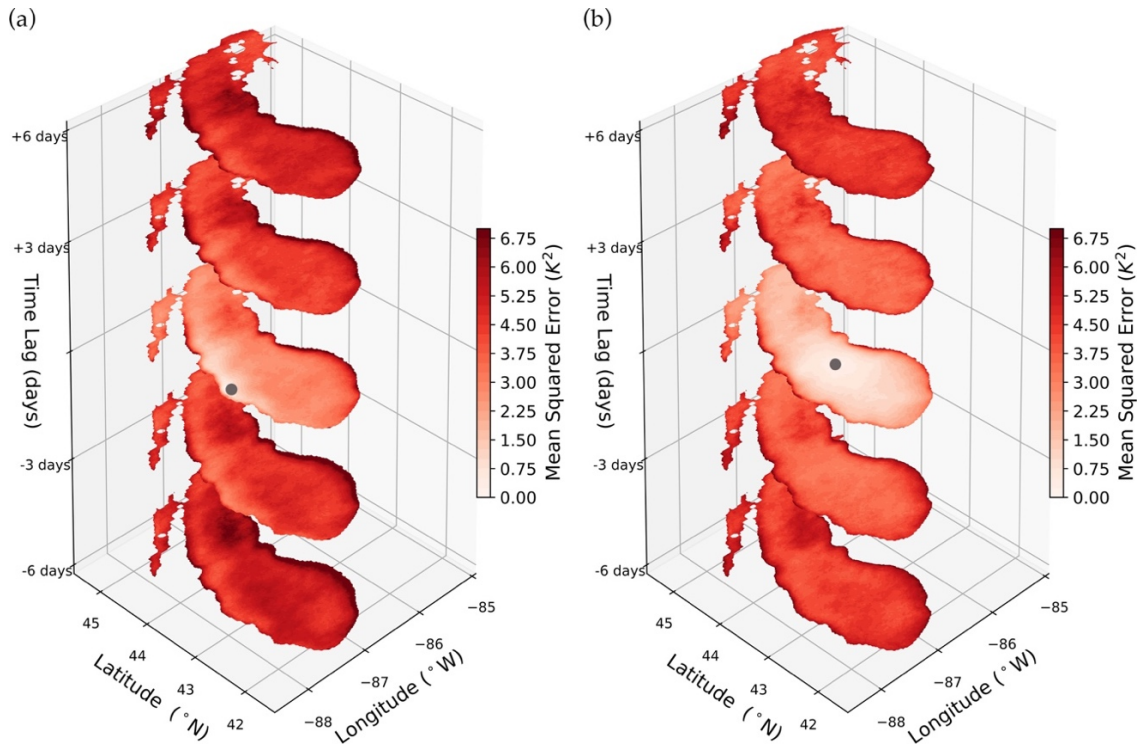 (a)
+6 days
+3 days
-3 days
-6 days
Time Lag (days)
45
44
43
42
Latitude (°N)
−88
−87
−86
−85
Longitude (°W)
6.75
6.00
5.25
4.50
3.75
3.00
2.25
1.50
0.75
0.00
Mean Squared Error (K²)
(b)
+6 days
+3 days
-3 days
-6 days
Time Lag (days)
45
44
43
42
Latitude (°N)
−88
−87
−86
−85
Longitude (°W)
6.75
6.00
5.25
4.50
3.75
3.00
2.25
1.50
0.75
0.00
Mean Squared Error (K²)